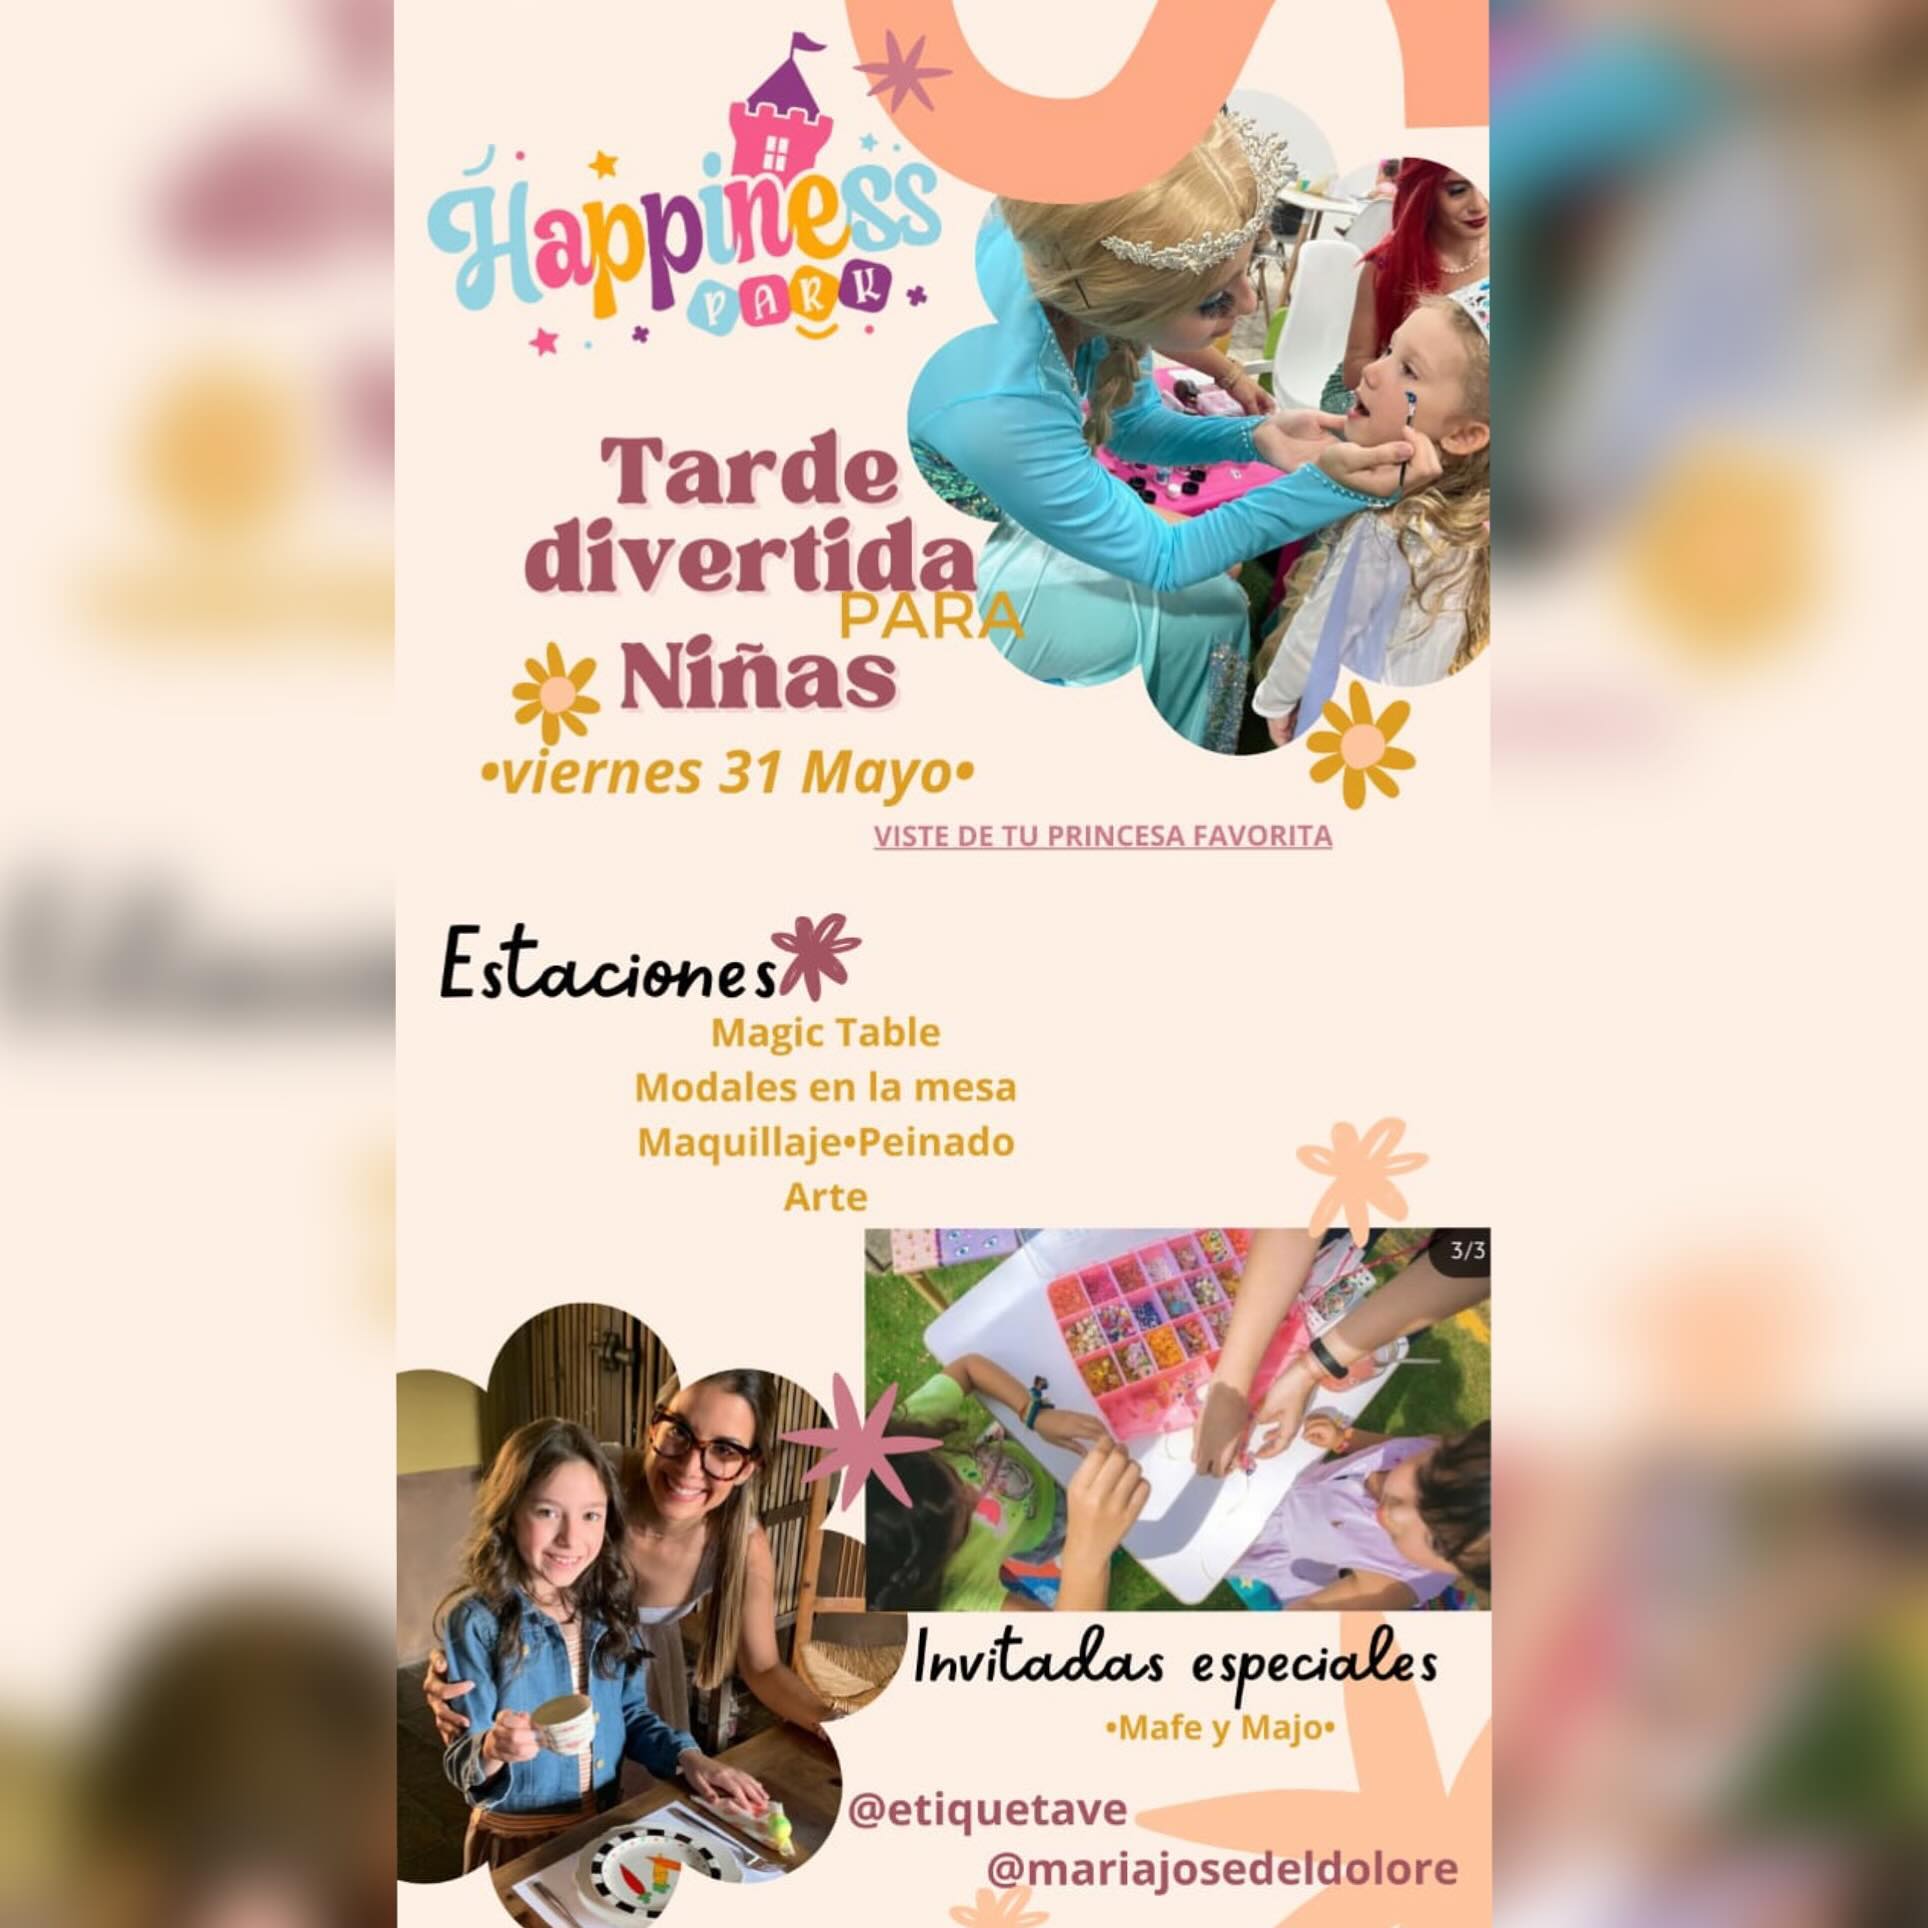 Happiness
PARK
Tarde
divertida
PARA
Niñas
•viernes 31 Mayo•
VISTE DE TU PRINCESA FAVORITA
Estaciones
Magic Table
Modales en la mesa
Maquillaje•Peinado
Arte
3/3
Invitadas especiales
•Mafe y Majo•
@etiquetave
@mariajosedeldolore